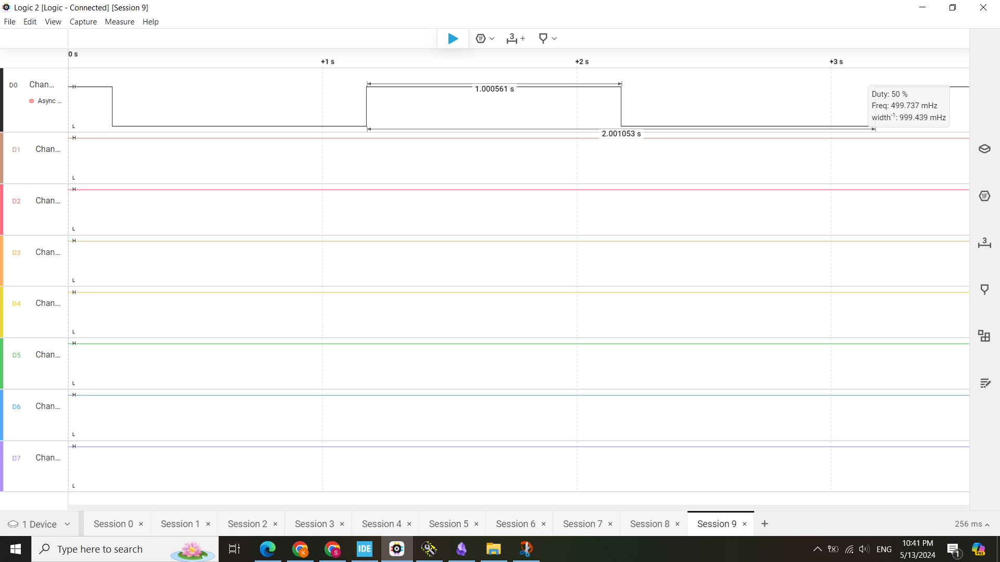 Logic 2 [Logic - Connected] [Session 9]
File Edit View Capture Measure Help
0 s
+1 s +2 s +3 s
D0 Chan...
Async ...
H
L
1.000561 s
2.001053 s
Duty: 50 %
Freq: 499.737 mHz
width-1: 999.439 mHz
D1 Chan...
H
L
D2 Chan...
H
L
D3 Chan...
H
L
D4 Chan...
H
L
D5 Chan...
H
L
D6 Chan...
H
L
D7 Chan...
H
L
1 Device Session 0 × Session 1 × Session 2 × Session 3 × Session 4 × Session 5 × Session 6 × Session 7 × Session 8 × Session 9 × + 256 ms
Type here to search
IDE
K
S
ENG
10:41 PM
5/13/2024
1
PRE